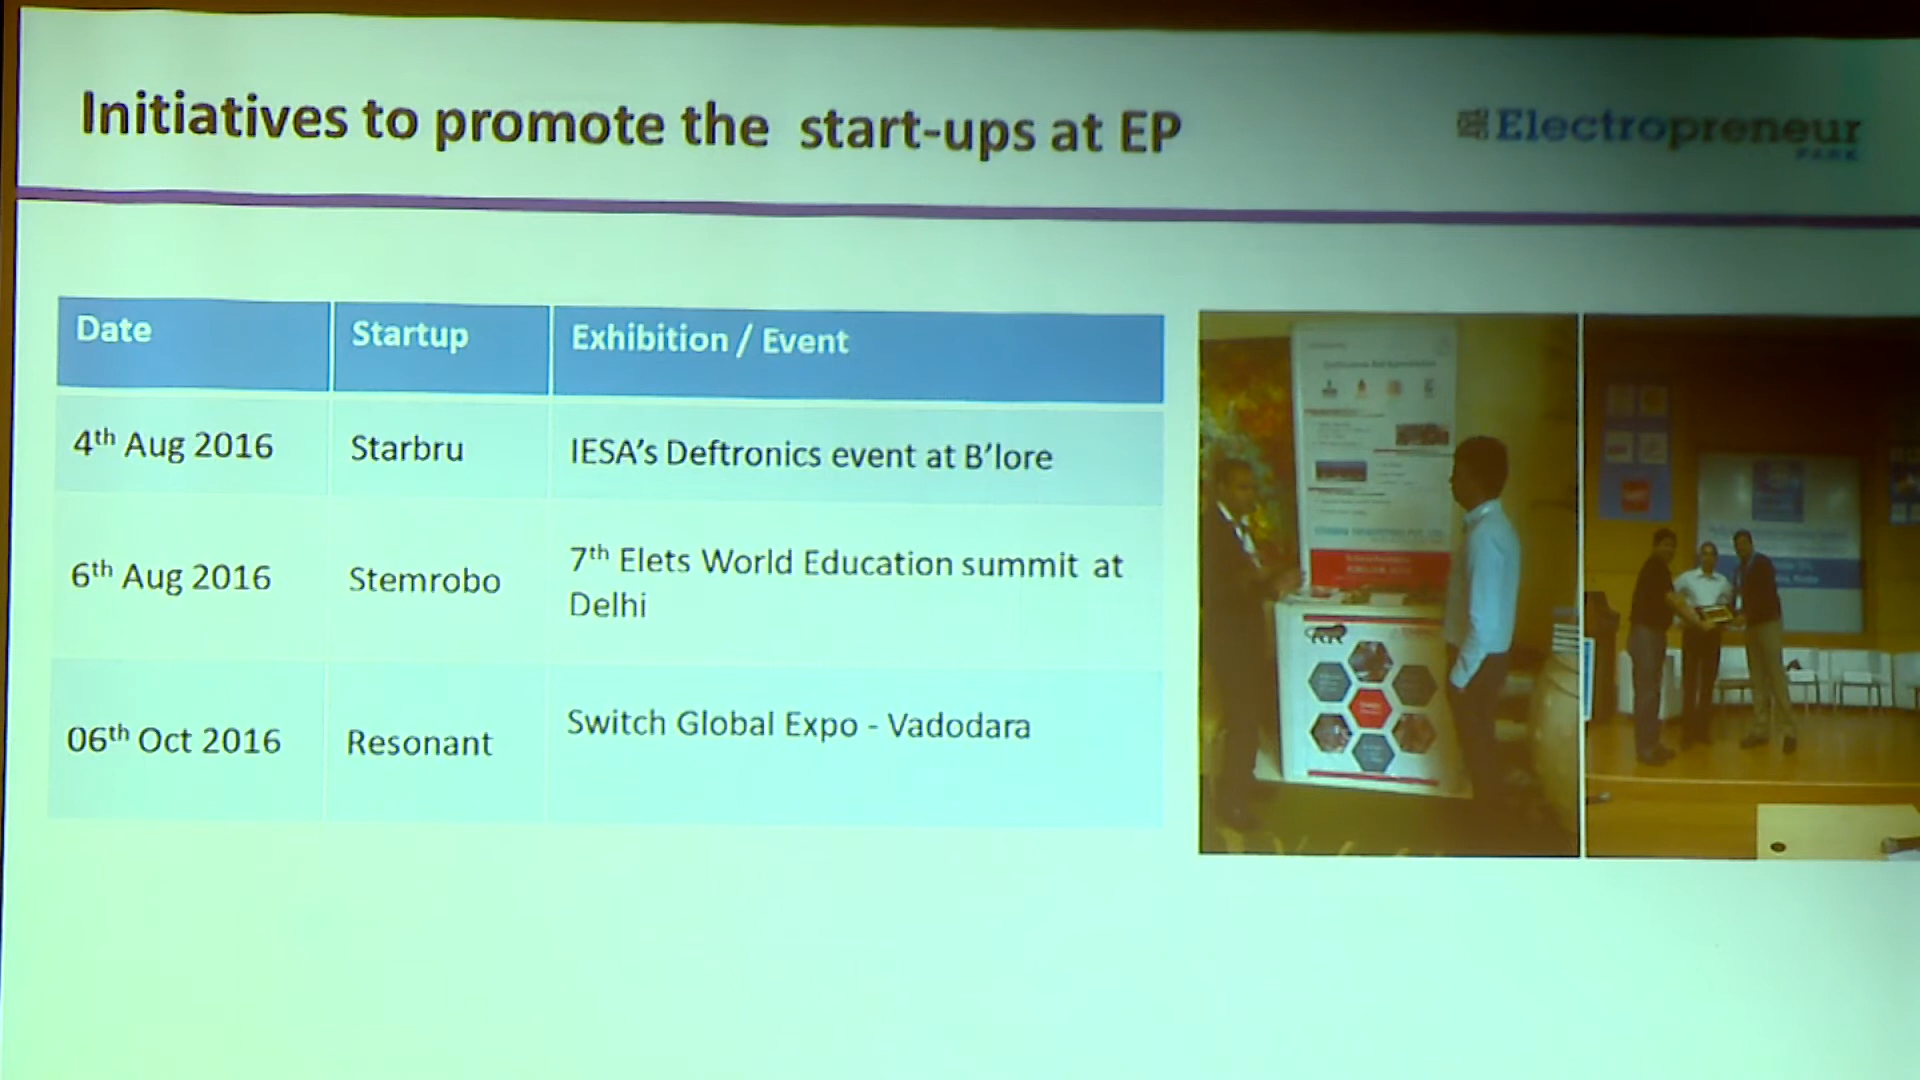 Initiatives to promote the start-ups at EP
Electropreneur
PARK
Date Startup Exhibition / Event
4th Aug 2016 Starbru IESA's Deftronics event at B'lore
6th Aug 2016 Stemrobo 7th Elets World Education summit at
Delhi
06th Oct 2016 Resonant Switch Global Expo - Vadodara